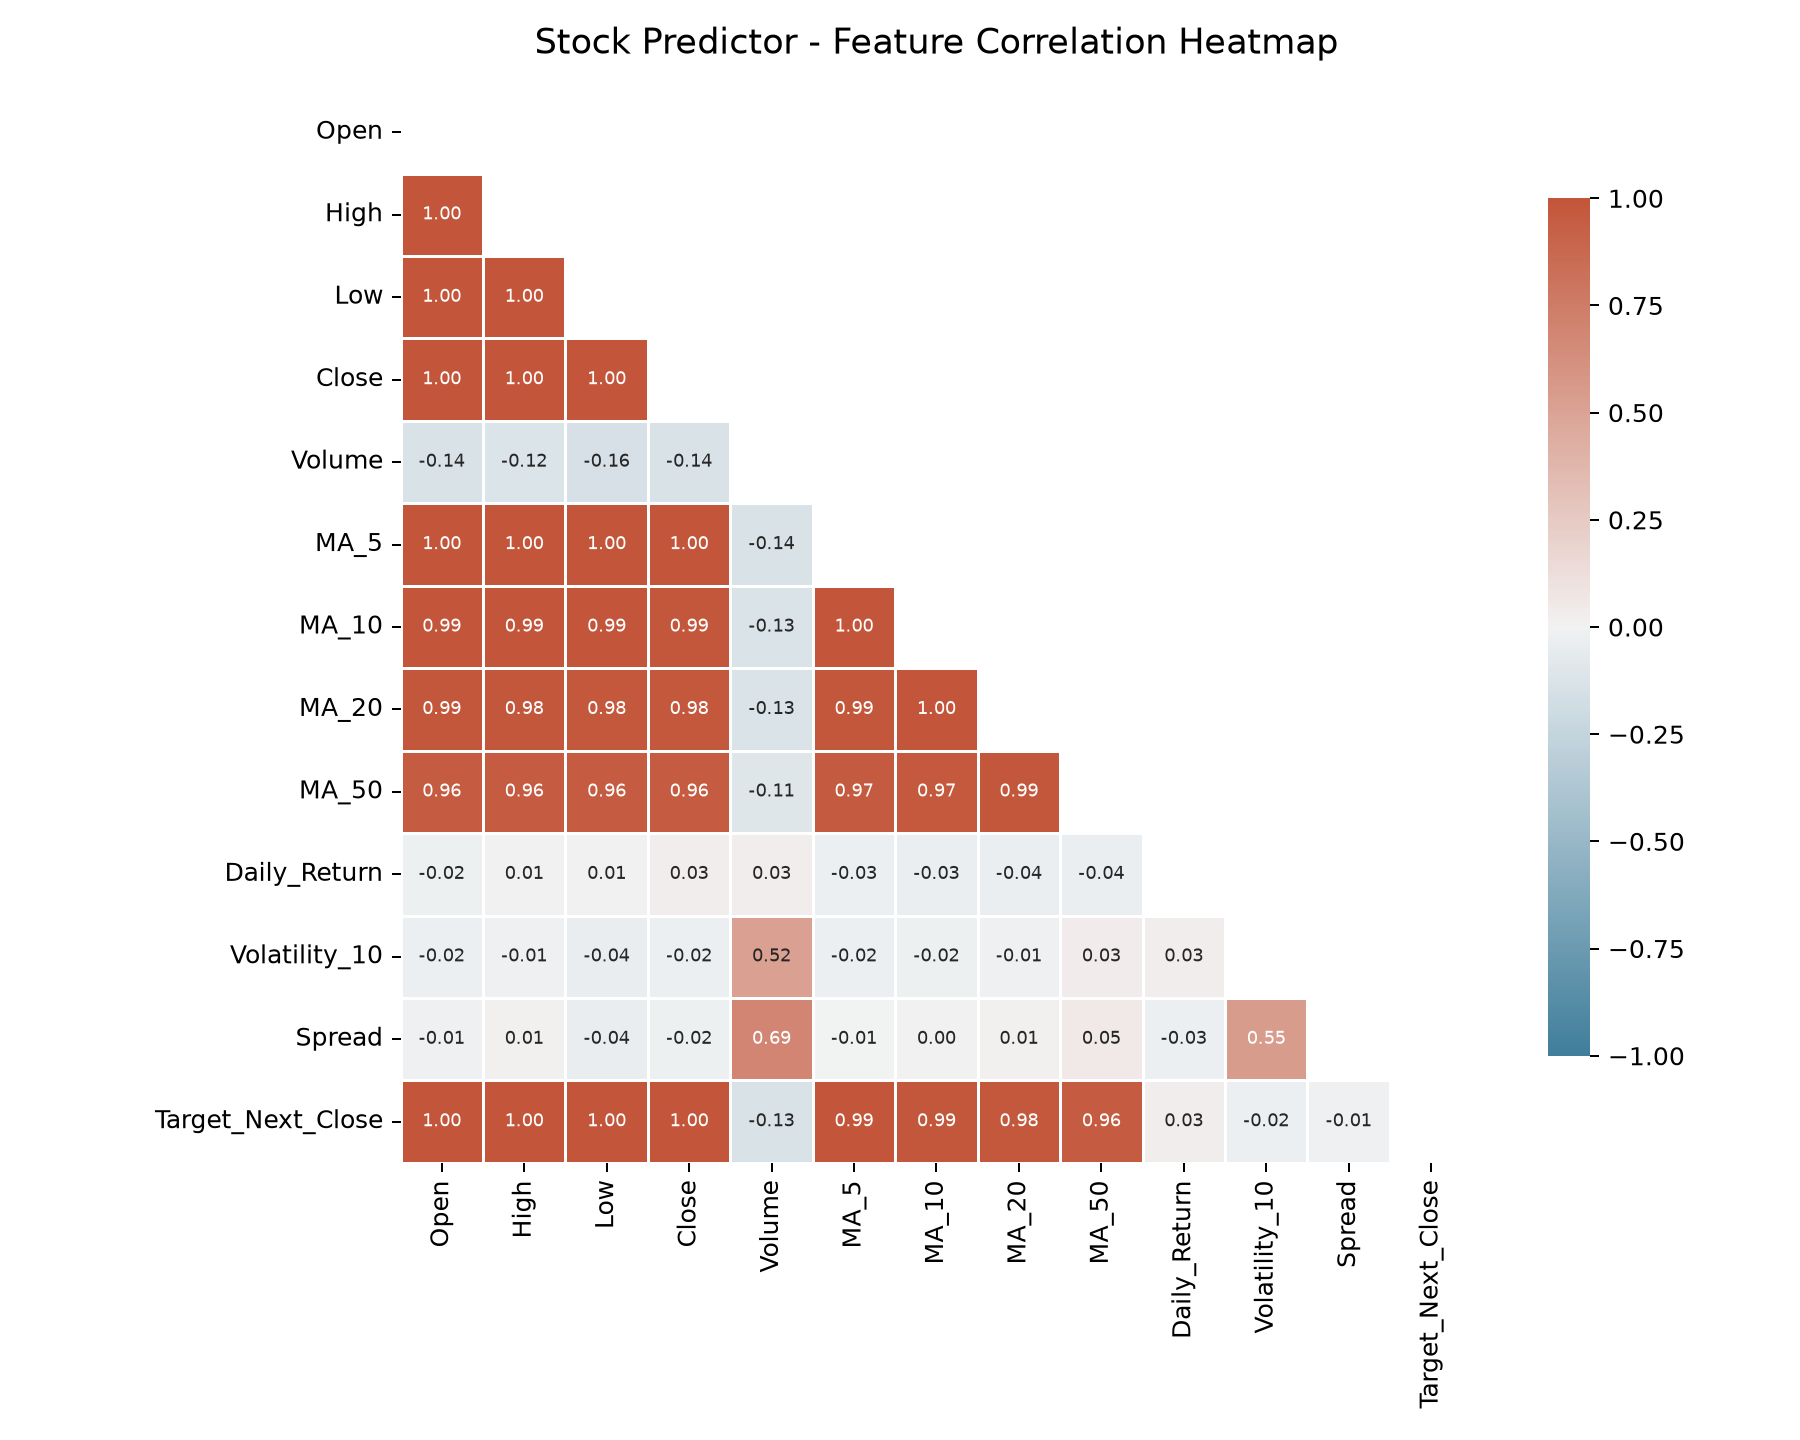 Stock Predictor - Feature Correlation Heatmap
Open
High 1.00
Low 1.00 1.00
Close 1.00 1.00 1.00
Volume -0.14 -0.12 -0.16 -0.14
MA_5 1.00 1.00 1.00 1.00 -0.14
MA_10 0.99 0.99 0.99 0.99 -0.13 1.00
MA_20 0.99 0.98 0.98 0.98 -0.13 0.99 1.00
MA_50 0.96 0.96 0.96 0.96 -0.11 0.97 0.97 0.99
Daily_Return -0.02 0.01 0.01 0.03 0.03 -0.03 -0.03 -0.04 -0.04
Volatility_10 -0.02 -0.01 -0.04 -0.02 0.52 -0.02 -0.02 -0.01 0.03 0.03
Spread -0.01 0.01 -0.04 -0.02 0.69 -0.01 0.00 0.01 0.05 -0.03 0.55
Target_Next_Close 1.00 1.00 1.00 1.00 -0.13 0.99 0.99 0.98 0.96 0.03 -0.02 -0.01
Open High Low Close Volume MA_5 MA_10 MA_20 MA_50 Daily_Return Volatility_10 Spread Target_Next_Close
1.00
0.75
0.50
0.25
0.00
−0.25
−0.50
−0.75
−1.00